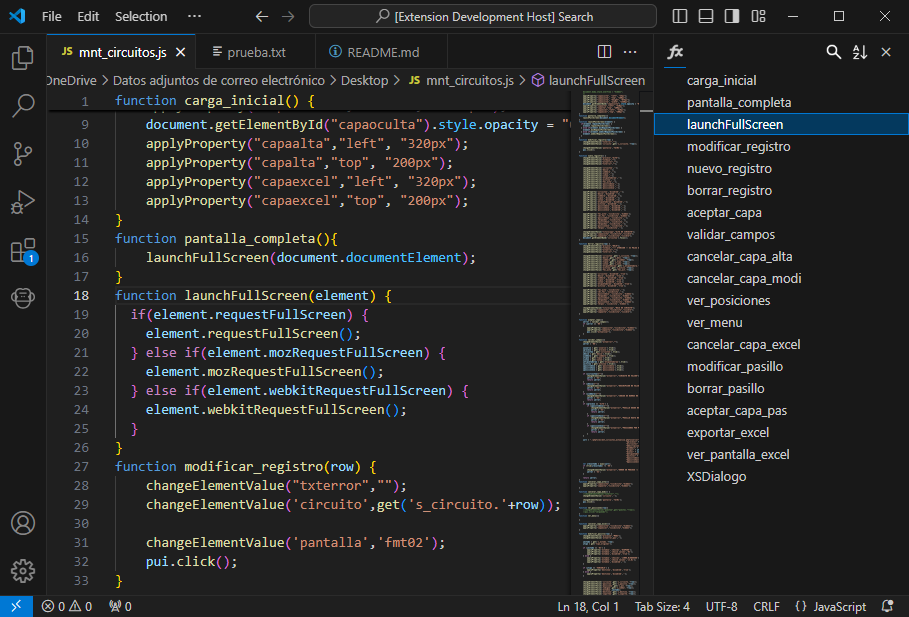 File Edit Selection ··· [Extension Development Host] Search
JS mnt_circuitos.js prueba.txt README.md ···
OneDrive > Datos adjuntos de correo electrónico > Desktop > JS mnt_circuitos.js > launchFullScreen
1 function carga_inicial() {
9 document.getElementById("capaoculta").style.opacity = "
10 applyProperty("capaalta","left", "320px");
11 applyProperty("capalta","top", "200px");
12 applyProperty("capaexcel","left", "320px");
13 applyProperty("capaexcel","top", "200px");
14 }
15 function pantalla_completa(){
16 launchFullScreen(document.documentElement);
17 }
18 function launchFullScreen(element) {
19 if(element.requestFullScreen) {
20 element.requestFullScreen();
21 } else if(element.mozRequestFullScreen) {
22 element.mozRequestFullScreen();
23 } else if(element.webkitRequestFullScreen) {
24 element.webkitRequestFullScreen();
25 }
26 }
27 function modificar_registro(row) {
28 changeElementValue("txterror","");
29 changeElementValue('circuito',get('s_circuito.'+row));
30
31 changeElementValue('pantalla','fmt02');
32 pui.click();
33 }
fx
carga_inicial
pantalla_completa
launchFullScreen
modificar_registro
nuevo_registro
borrar_registro
aceptar_capa
validar_campos
cancelar_capa_alta
cancelar_capa_modi
ver_posiciones
ver_menu
cancelar_capa_excel
modificar_pasillo
borrar_pasillo
aceptar_capa_pas
exportar_excel
ver_pantalla_excel
XSDialogo
1
0 0 0 Ln 18, Col 1 Tab Size: 4 UTF-8 CRLF {} JavaScript